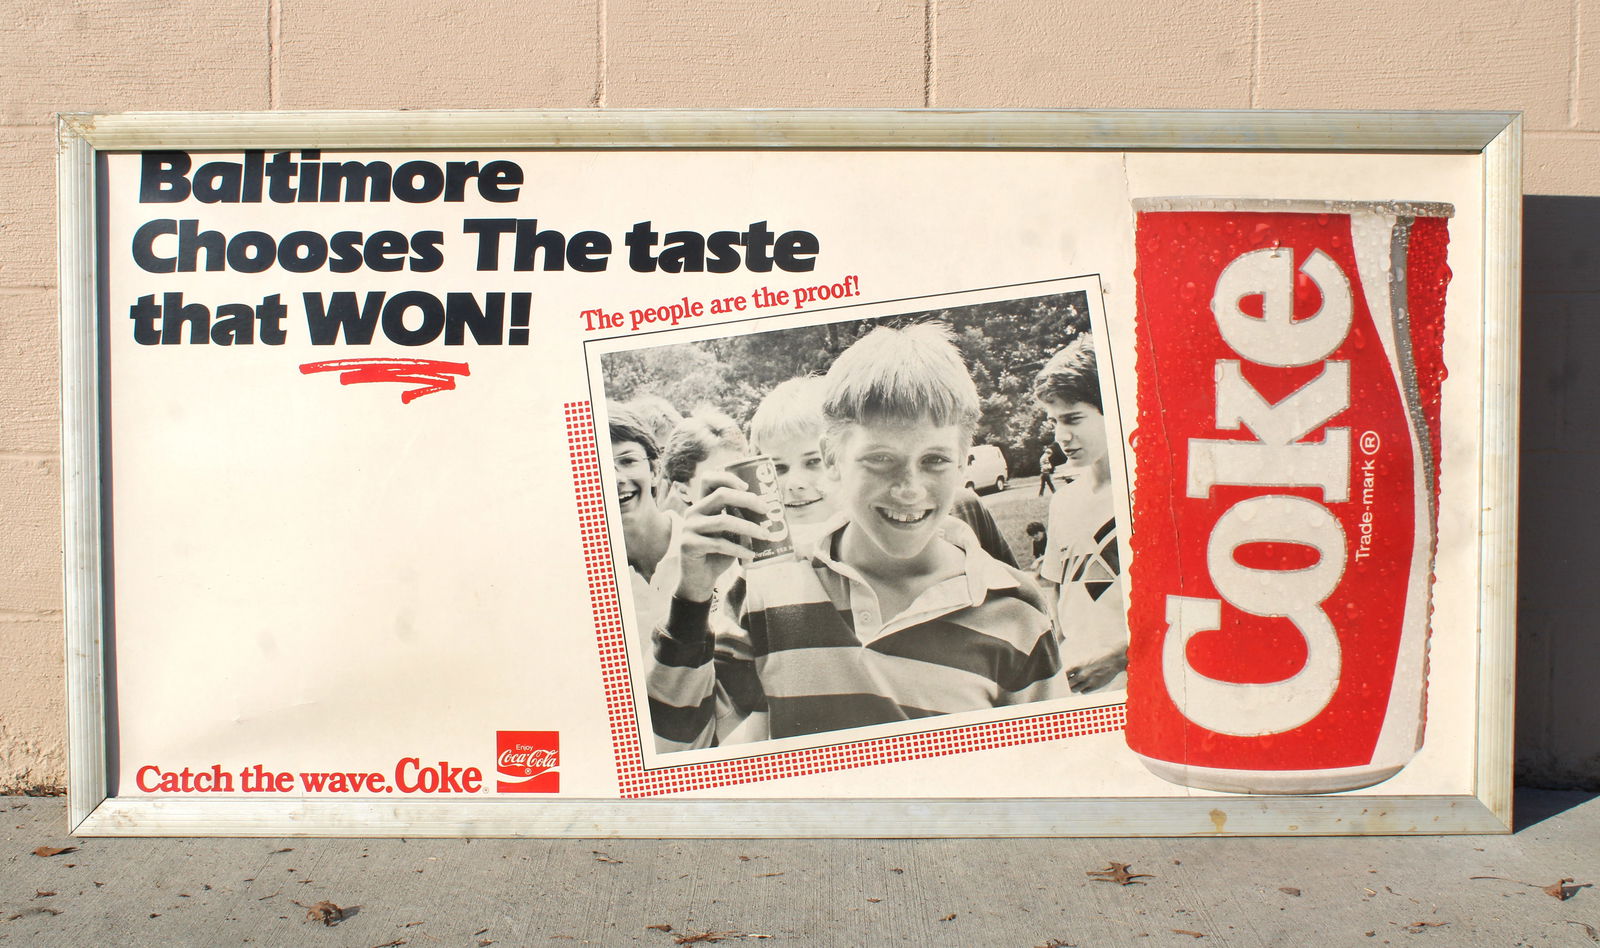 Baltimore
Chooses The taste
that WON!
The people are the proof!
Coke
Coke
Trade-mark ®
Catch the wave. Coke®
Enjoy
Coca-Cola
®